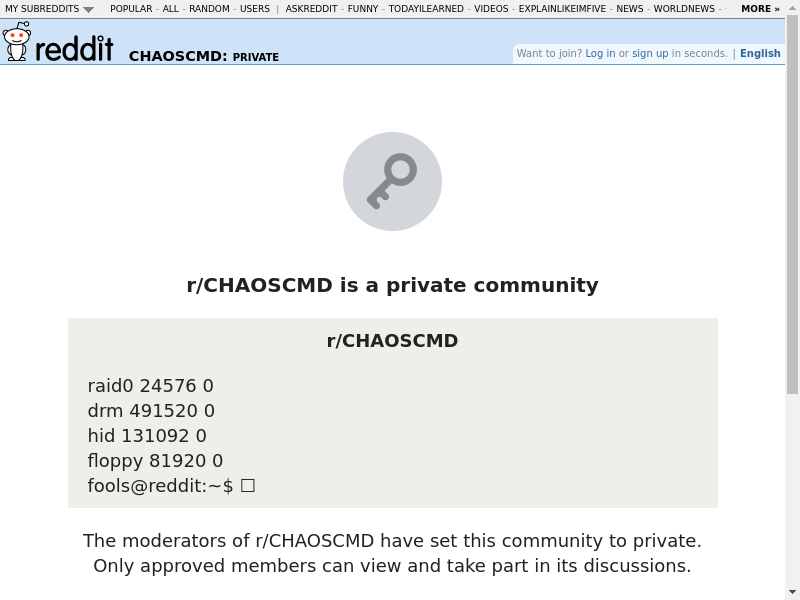 MY SUBREDDITS POPULAR - ALL - RANDOM - USERS | ASKREDDIT - FUNNY - TODAYILEARNED - VIDEOS - EXPLAINLIKEIMFIVE - NEWS - WORLDNEWS - MORE »
reddit CHAOSCMD: PRIVATE
Want to join? Log in or sign up in seconds. | English
r/CHAOSCMD is a private community
r/CHAOSCMD
raid0 24576 0
drm 491520 0
hid 131092 0
floppy 81920 0
fools@reddit:~$ ☐
The moderators of r/CHAOSCMD have set this community to private.
Only approved members can view and take part in its discussions.